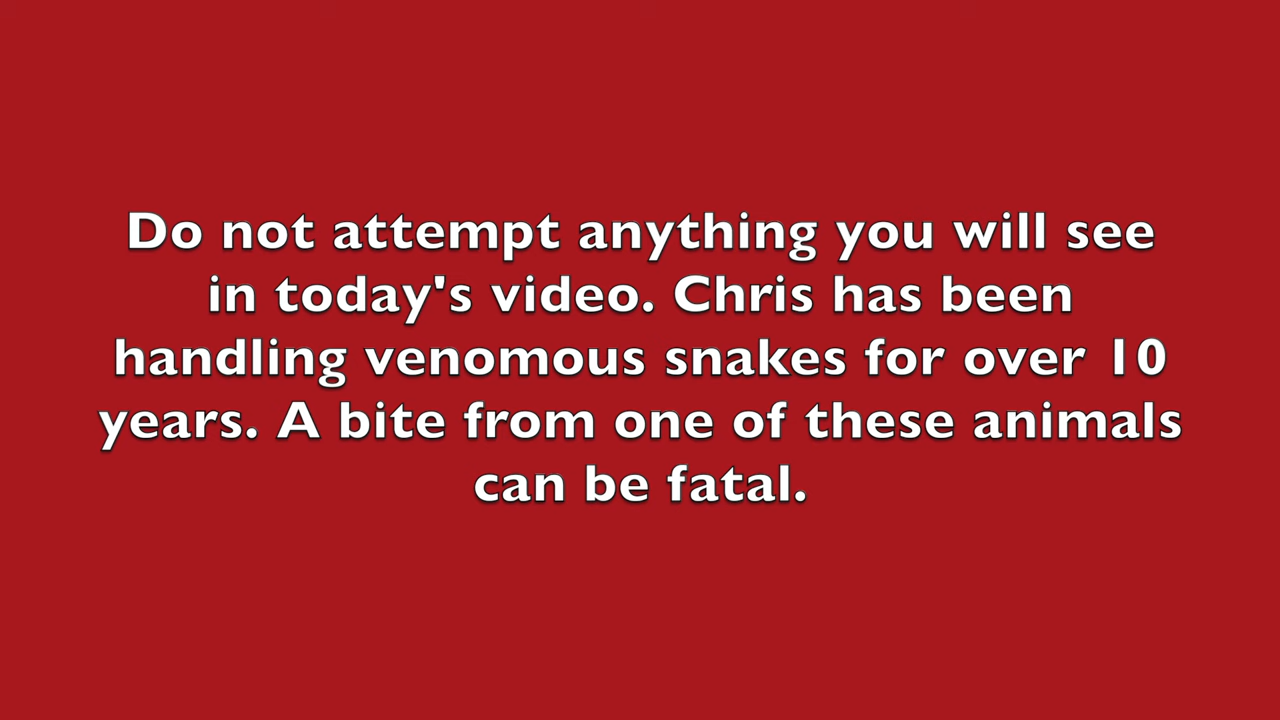 Do not attempt anything you will see
in today's video. Chris has been
handling venomous snakes for over 10
years. A bite from one of these animals
can be fatal.